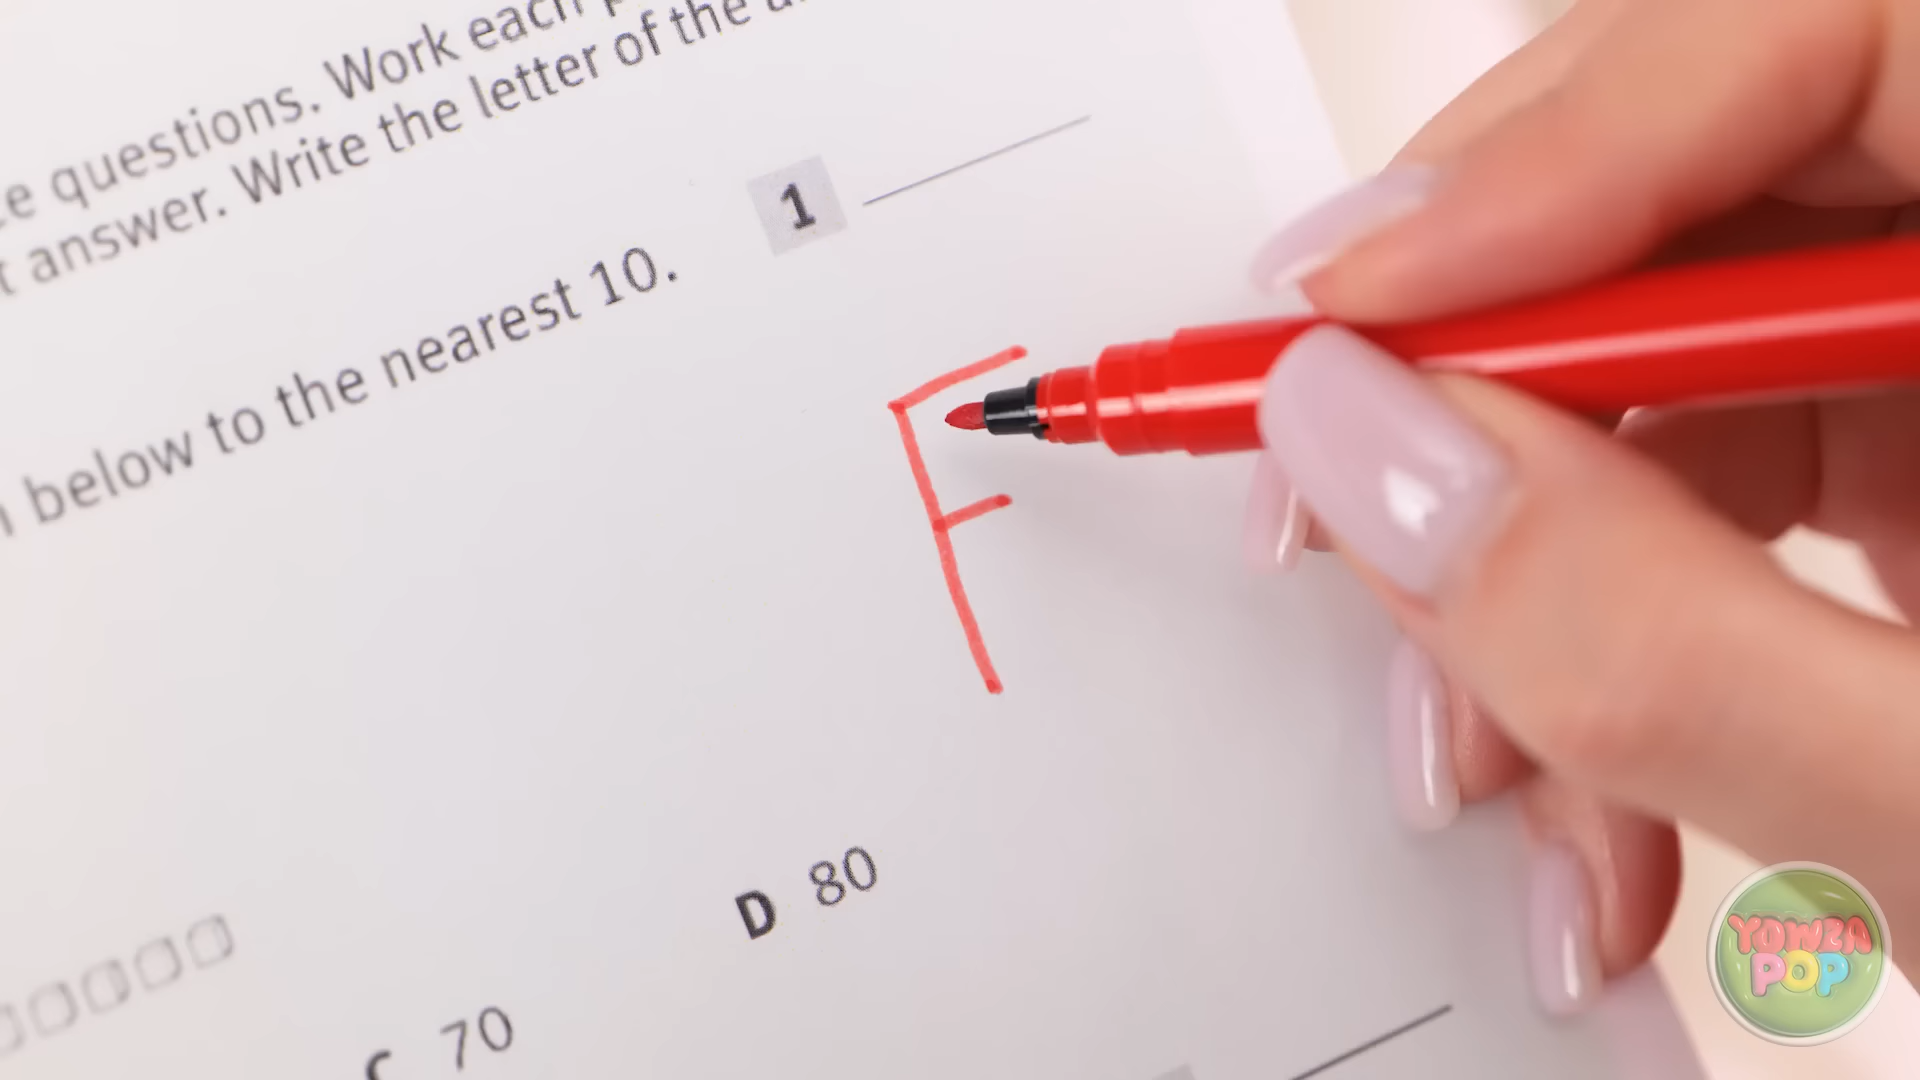 questions. Work each
answer. Write the letter of the
1
below to the nearest 10.
F
D 80
C 70
YOWZA
POP